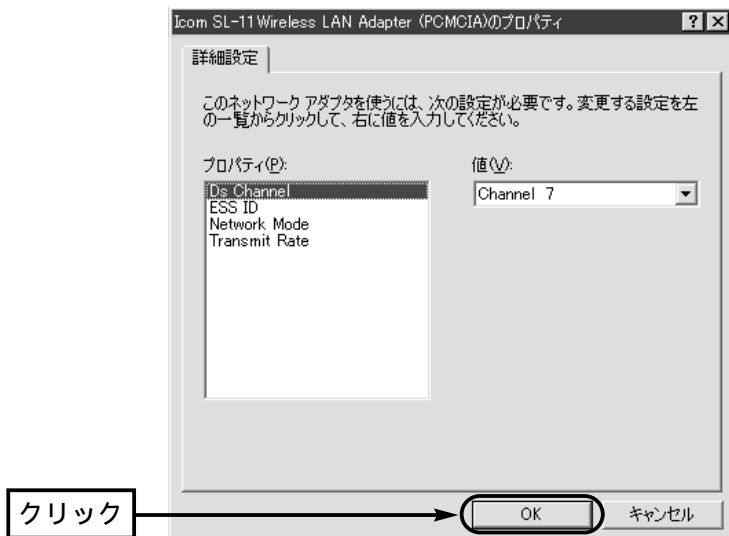 Icom SL-11 Wireless LAN Adapter (PCMCIA)のプロパティ
詳細設定
このネットワーク アダプタを使うには、次の設定が必要です。変更する設定を左
の一覧からクリックして、右に値を入力してください。
プロパティ(P):
値(V):
Ds Channel
ESS ID
Network Mode
Transmit Rate
Channel 7
クリック
OK
キャンセル